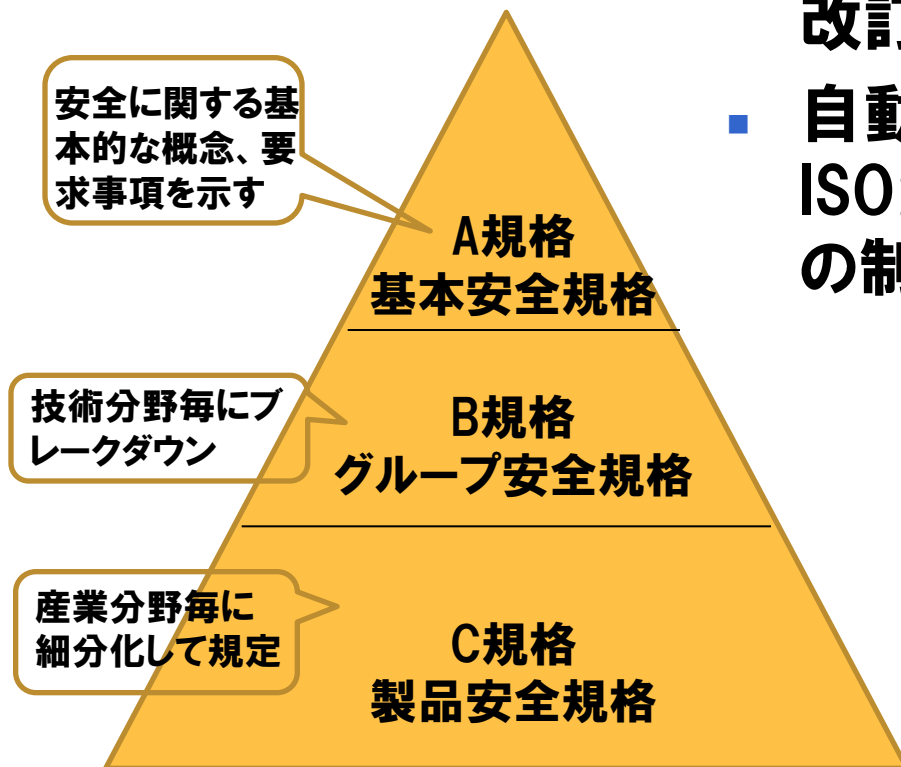 安全に関する基
本的な概念、要
求事項を示す
A規格
基本安全規格
技術分野毎にブ
レークダウン
B規格
グループ安全規格
産業分野毎に
細分化して規定
C規格
製品安全規格
改訂
自動
ISO
の制